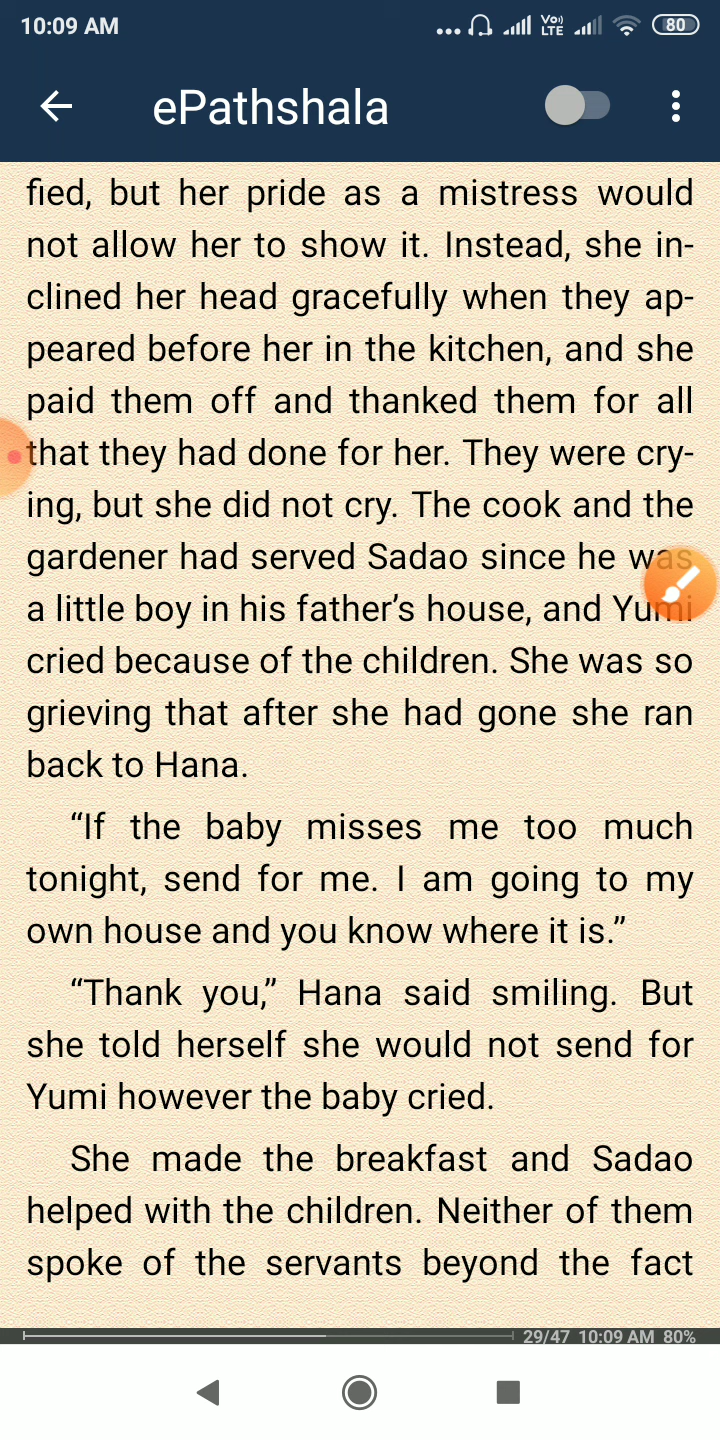 10:09 AM
VoLTE
80
ePathshala
fied, but her pride as a mistress would
not allow her to show it. Instead, she in-
clined her head gracefully when they ap-
peared before her in the kitchen, and she
paid them off and thanked them for all
that they had done for her. They were cry-
ing, but she did not cry. The cook and the
gardener had served Sadao since he was
a little boy in his father’s house, and Yumi
cried because of the children. She was so
grieving that after she had gone she ran
back to Hana.
“If the baby misses me too much
tonight, send for me. I am going to my
own house and you know where it is.”
“Thank you,” Hana said smiling. But
she told herself she would not send for
Yumi however the baby cried.
She made the breakfast and Sadao
helped with the children. Neither of them
spoke of the servants beyond the fact
29/47 10:09 AM 80%